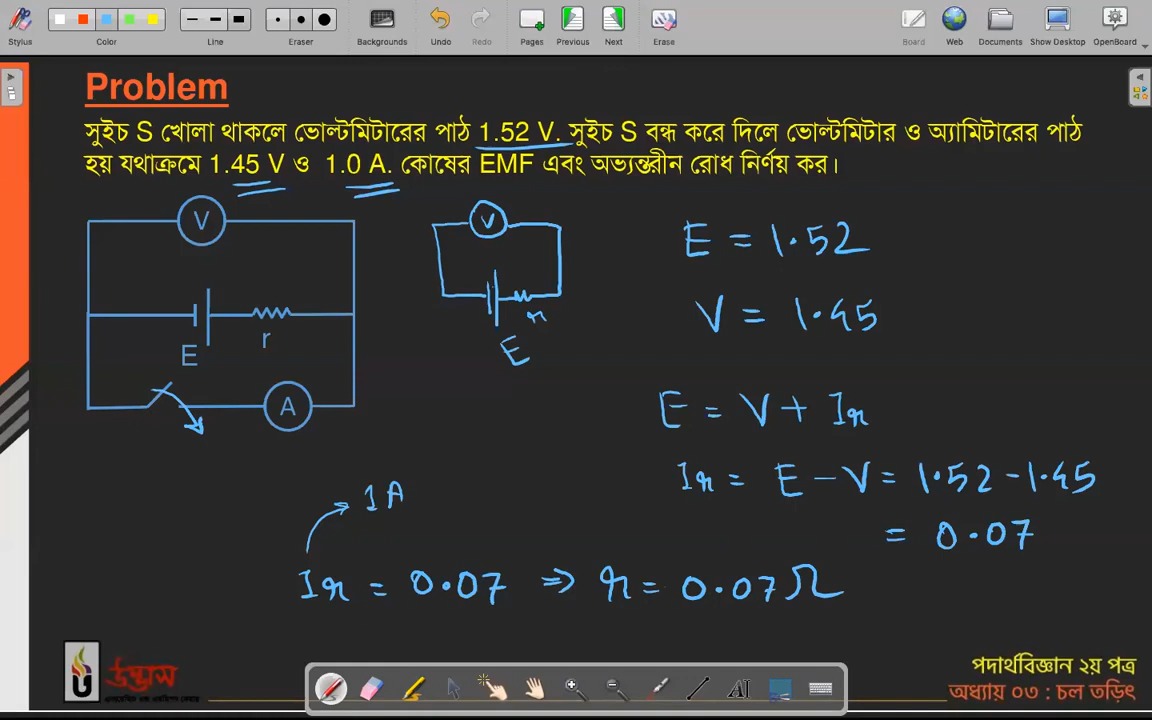 Stylus Color Line Eraser Backgrounds Undo Redo Pages Previous Next Erase Board Web Documents Show Desktop OpenBoard
Problem
সুইচ S খোলা থাকলে ভোল্টমিটারের পাঠ 1.52 V. সুইচ S বন্ধ করে দিলে ভোল্টমিটার ও অ্যামিটারের পাঠ
হয় যথাক্রমে 1.45 V ও 1.0 A. কোষের EMF এবং অভ্যন্তরীন রোধ নির্ণয় কর।
V
E
r
A
V
r
E
E = 1.52
V = 1.45
E = V + Ir
Ir = E - V = 1.52 - 1.45
= 0.07
1 A
Ir = 0.07 ⇒ r = 0.07 Ω
উদ্ভাস
পদার্থবিজ্ঞান ২য় পত্র
অধ্যায় ০৩ : চল তড়িৎ